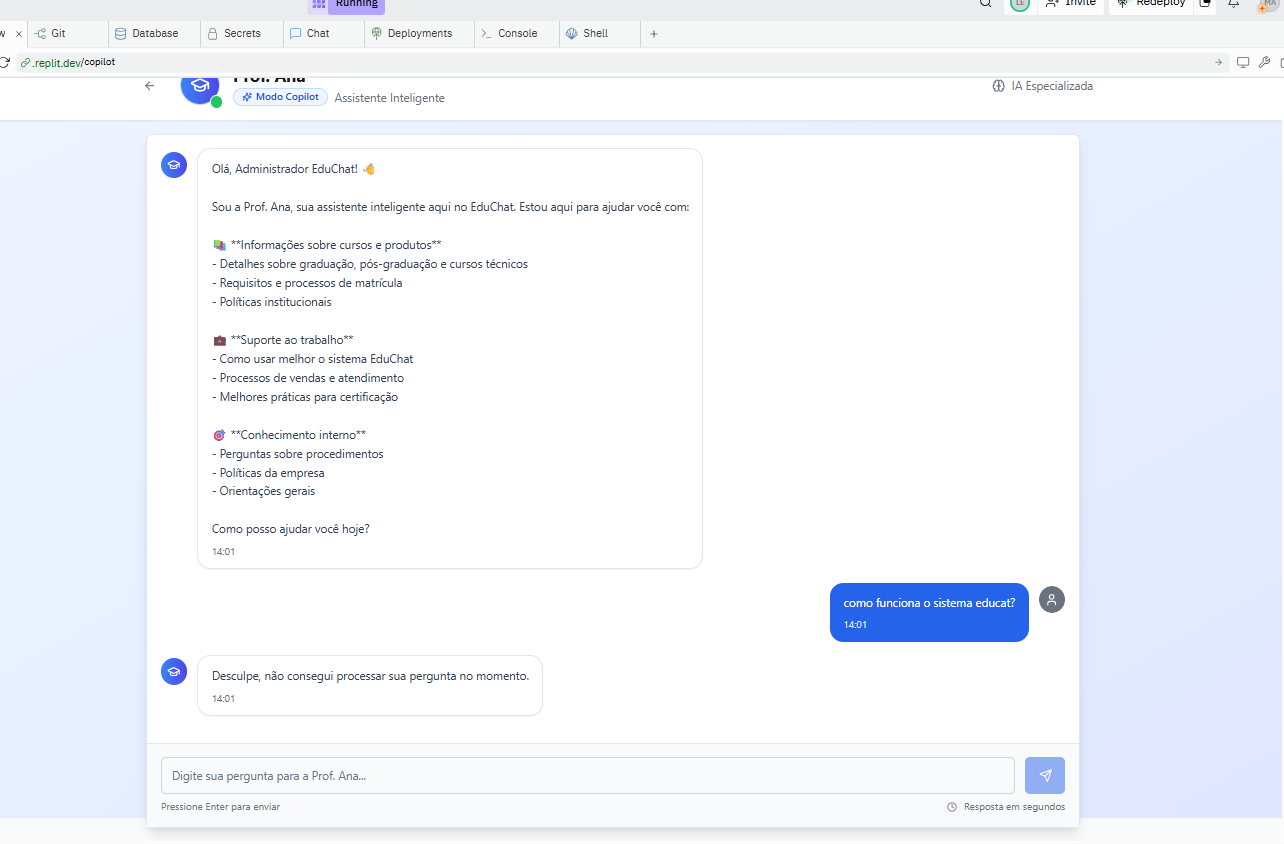 Running
Invite
Redeploy
Git
Database
Secrets
Chat
Deployments
Console
Shell
.replit.dev/copilot
Prof. Ana
Modo Copilot
Assistente Inteligente
IA Especializada
Olá, Administrador EduChat! 👋
Sou a Prof. Ana, sua assistente inteligente aqui no EduChat. Estou aqui para ajudar você com:
📚 **Informações sobre cursos e produtos**
- Detalhes sobre graduação, pós-graduação e cursos técnicos
- Requisitos e processos de matrícula
- Políticas institucionais
💼 **Suporte ao trabalho**
- Como usar melhor o sistema EduChat
- Processos de vendas e atendimento
- Melhores práticas para certificação
🎯 **Conhecimento interno**
- Perguntas sobre procedimentos
- Políticas da empresa
- Orientações gerais
Como posso ajudar você hoje?
14:01
como funciona o sistema educat?
14:01
Desculpe, não consegui processar sua pergunta no momento.
14:01
Digite sua pergunta para a Prof. Ana...
Pressione Enter para enviar
Resposta em segundos